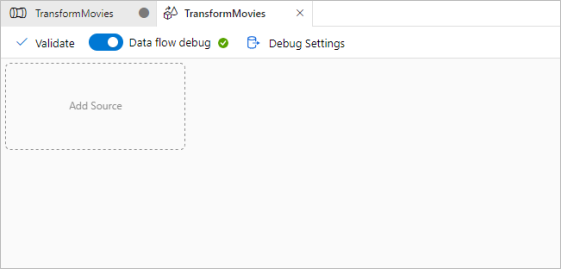 TransformMovies
TransformMovies
Validate Data flow debug Debug Settings
Add Source